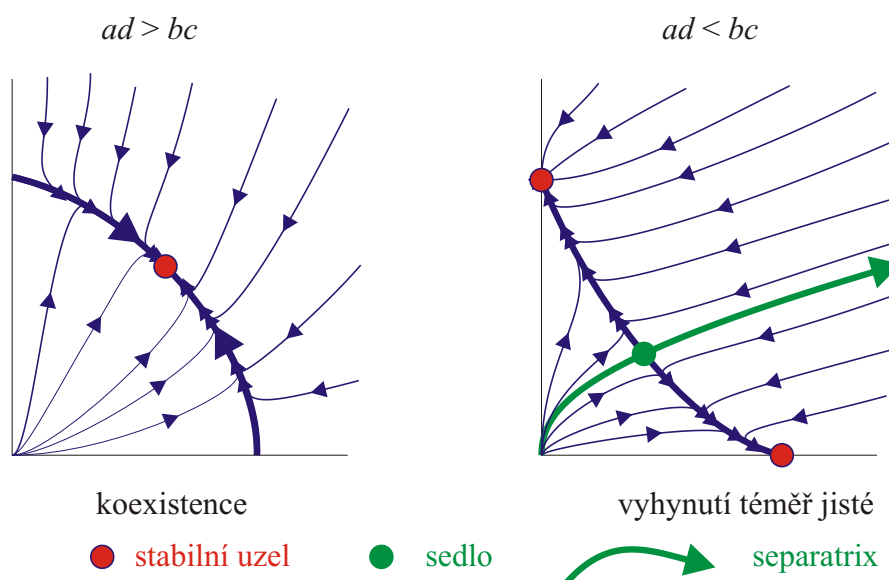 ad > bc
ad < bc
koexistence
vyhynutí téměř jisté
stabilní uzel
sedlo
separatrix